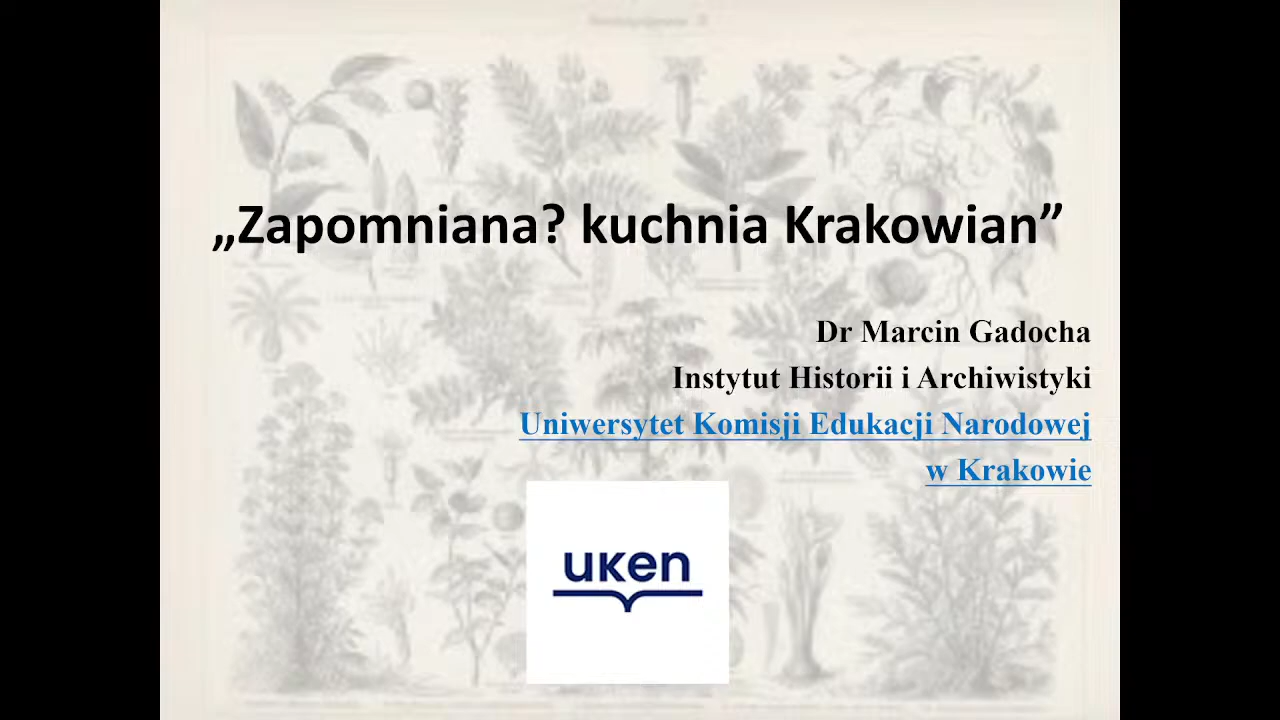 „Zapomniana? kuchnia Krakowian”
Dr Marcin Gadocha
Instytut Historii i Archiwistyki
Uniwersytet Komisji Edukacji Narodowej
w Krakowie
uken